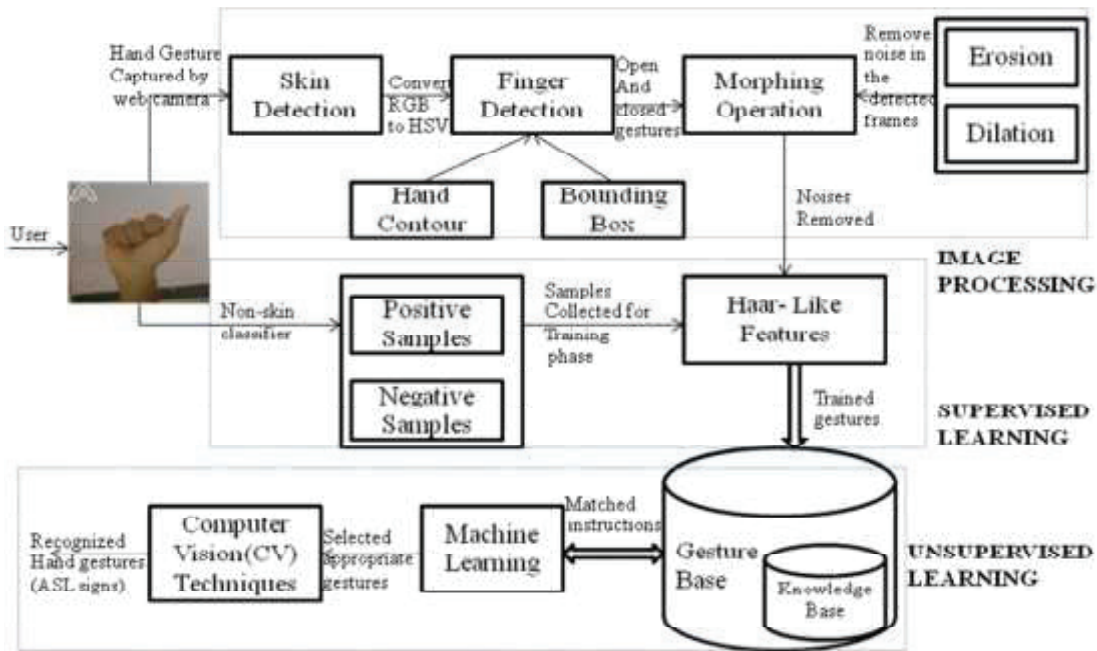 Hand Gesture
Captured by
web camera
Skin
Detection
Convert
RGB
to HSV
Finger
Detection
Open
And
closed
gestures
Morphing
Operation
Remove
noise in
the
detected
frames
Erosion
Dilation
Hand
Contour
Bounding
Box
Noises
Removed
User
IMAGE
PROCESSING
Non-skin
classifier
Positive
Samples
Negative
Samples
Samples
Collected for
Training
phase
Haar- Like
Features
Trained
gestures
SUPERVISED
LEARNING
Recognized
Hand gestures
(ASL signs)
Computer
Vision(CV)
Techniques
Selected
appropriate
gestures
Machine
Learning
Matched
instructions
Gesture
Base
Knowledge
Base
UNSUPERVISED
LEARNING